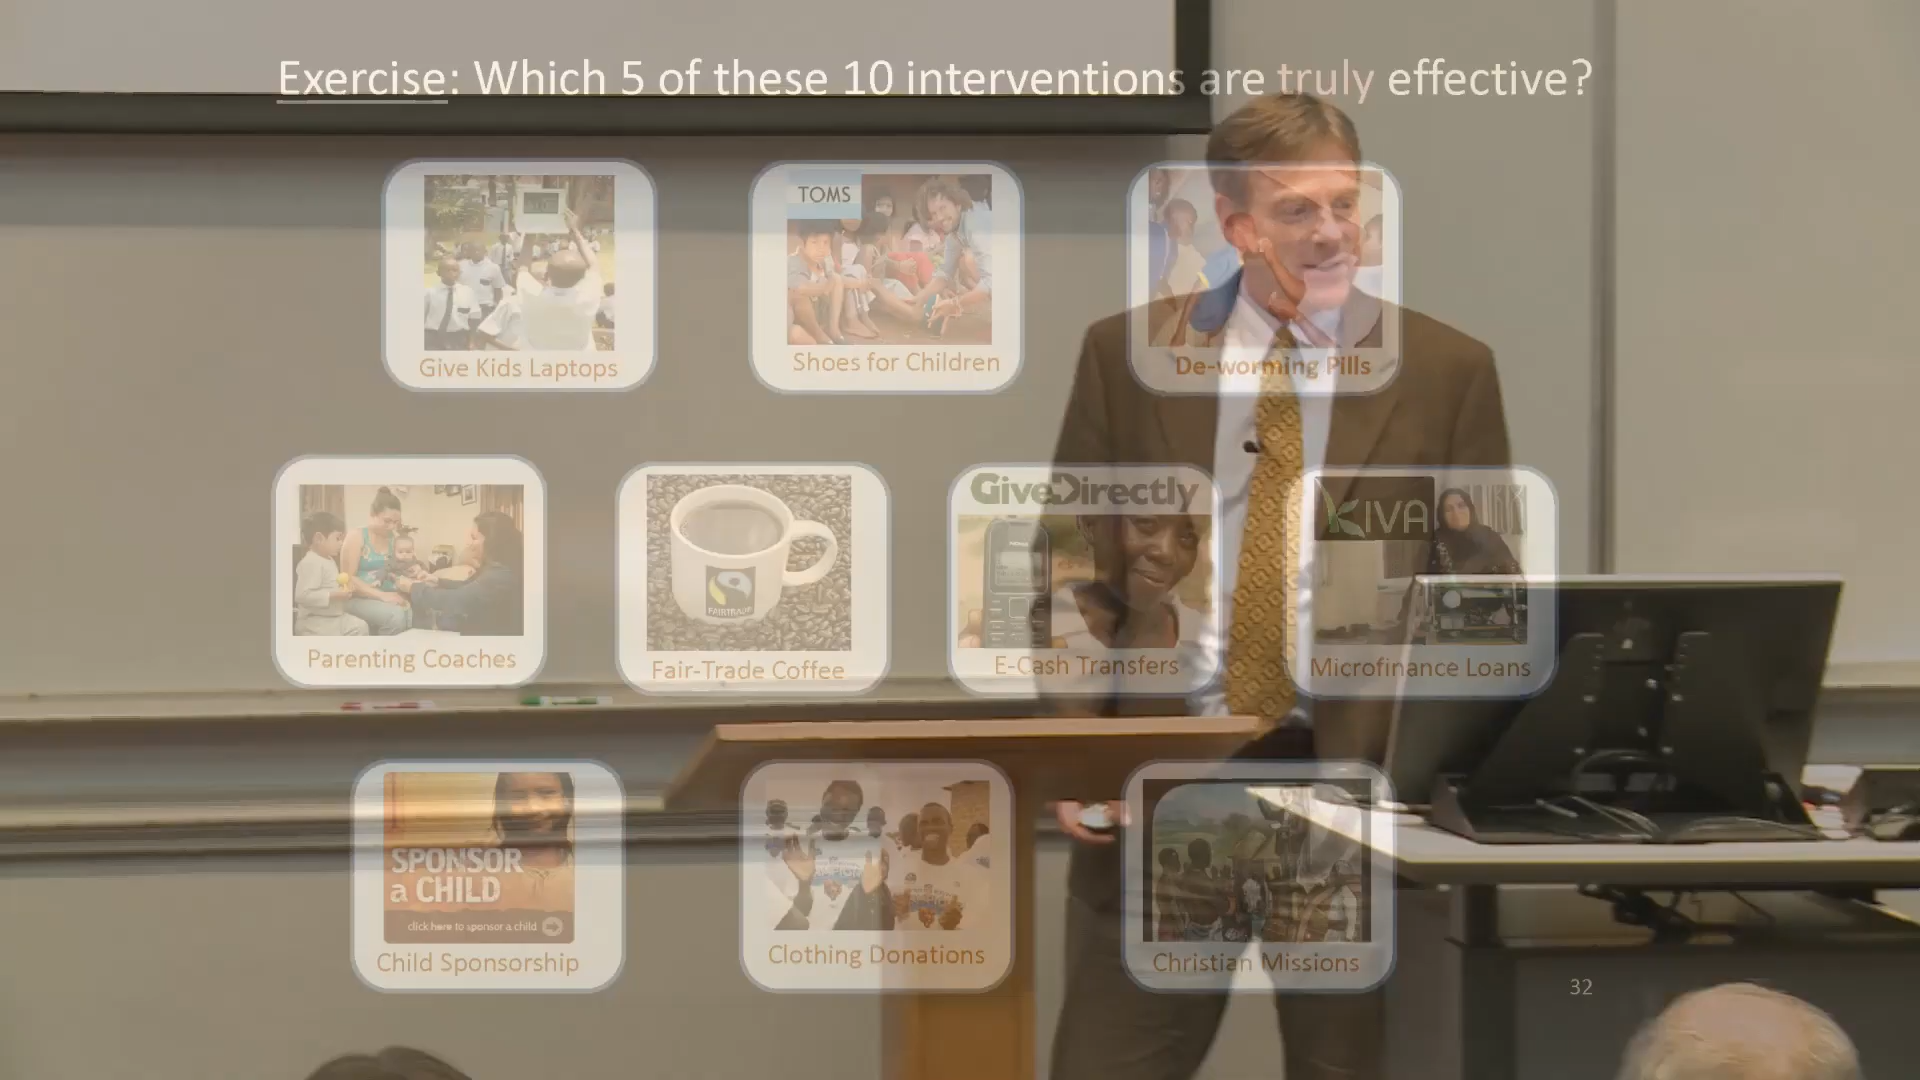 Exercise: Which 5 of these 10 interventions are truly effective?
Give Kids Laptops
TOMS
Shoes for Children
De-worming Pills
Parenting Coaches
FAIRTRADE
Fair-Trade Coffee
GiveDirectly
E-Cash Transfers
KIVA
Microfinance Loans
SPONSOR
a CHILD
click here to sponsor a child
Child Sponsorship
Clothing Donations
Christian Missions
32